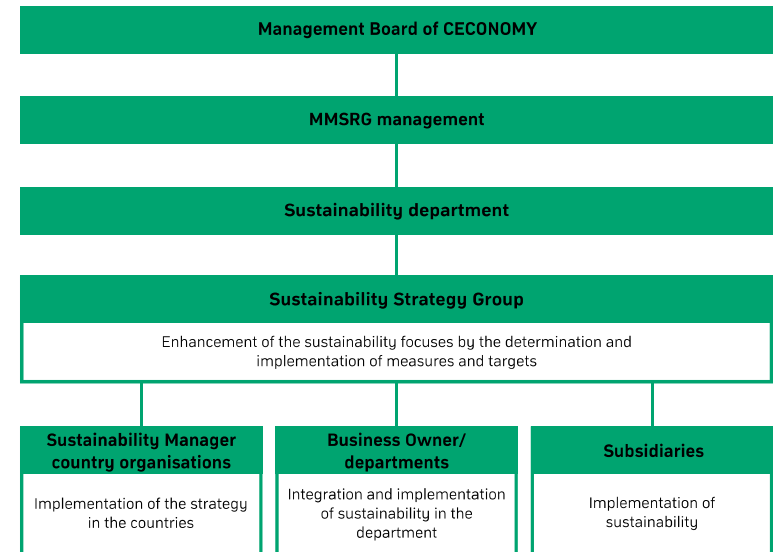 Management Board of CECONOMY
MMSRG management
Sustainability department
Sustainability Strategy Group
Enhancement of the sustainability focuses by the determination and
implementation of measures and targets
Sustainability Manager
country organisations
Implementation of the strategy
in the countries
Business Owner/
departments
Integration and implementation
of sustainability in the
department
Subsidiaries
Implementation of
sustainability